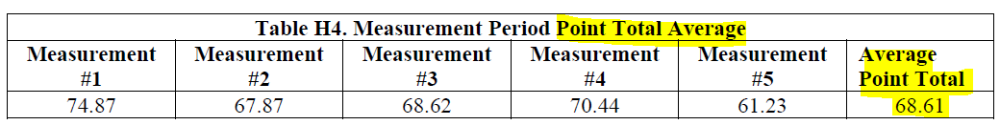 Table H4. Measurement Period Point Total Average
Measurement #1 Measurement #2 Measurement #3 Measurement #4 Measurement #5 Average Point Total
74.87 67.87 68.62 70.44 61.23 68.61